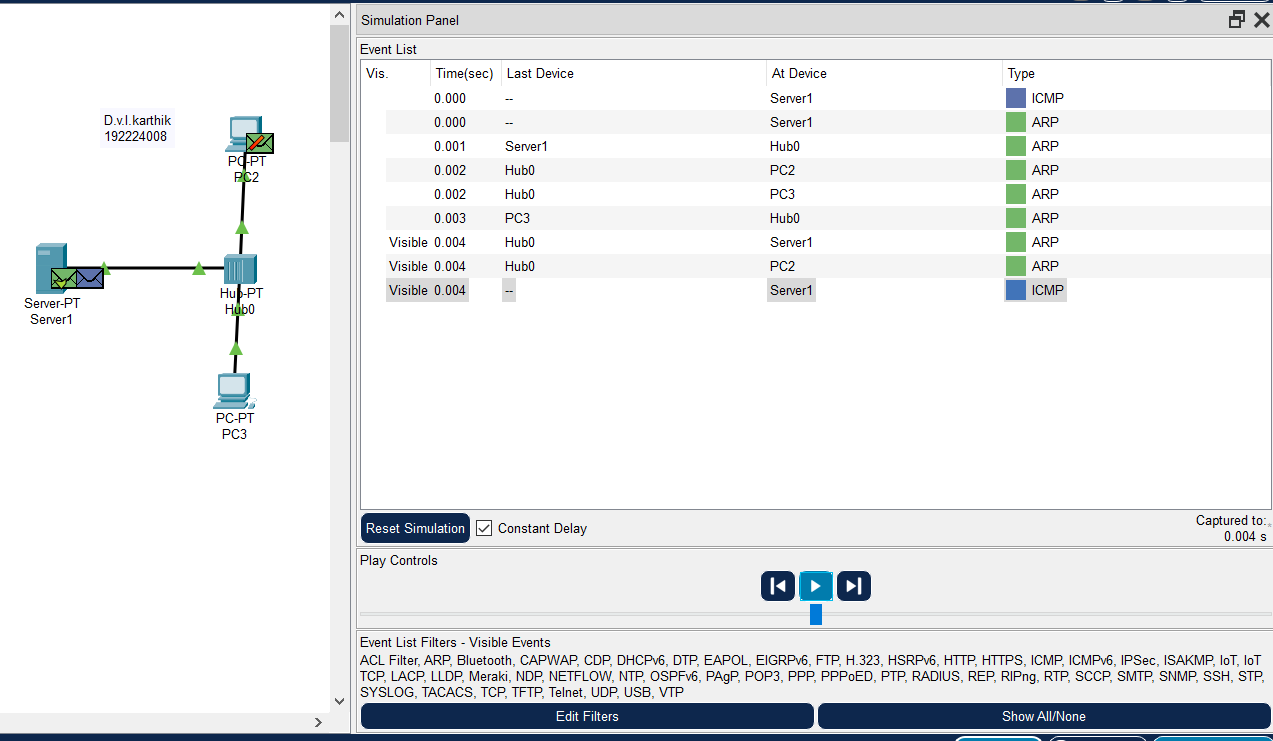 D.v.l.karthik
192224008
PC-PT
PC2
Server-PT
Server1
Hub-PT
Hub0
PC-PT
PC3
Simulation Panel
Event List
Vis. Time(sec) Last Device At Device Type
0.000 -- Server1 ICMP
0.000 -- Server1 ARP
0.001 Server1 Hub0 ARP
0.002 Hub0 PC2 ARP
0.002 Hub0 PC3 ARP
0.003 PC3 Hub0 ARP
Visible 0.004 Hub0 Server1 ARP
Visible 0.004 Hub0 PC2 ARP
Visible 0.004 -- Server1 ICMP
Reset Simulation Constant Delay
Captured to:
0.004 s
Play Controls
Event List Filters - Visible Events
ACL Filter, ARP, Bluetooth, CAPWAP, CDP, DHCPv6, DTP, EAPOL, EIGRPv6, FTP, H.323, HSRPv6, HTTP, HTTPS, ICMP, ICMPv6, IPSec, ISAKMP, IoT, IoT
TCP, LACP, LLDP, Meraki, NDP, NETFLOW, NTP, OSPFv6, PAgP, POP3, PPP, PPPoED, PTP, RADIUS, REP, RIPng, RTP, SCCP, SMTP, SNMP, SSH, STP,
SYSLOG, TACACS, TCP, TFTP, Telnet, UDP, USB, VTP
Edit Filters Show All/None